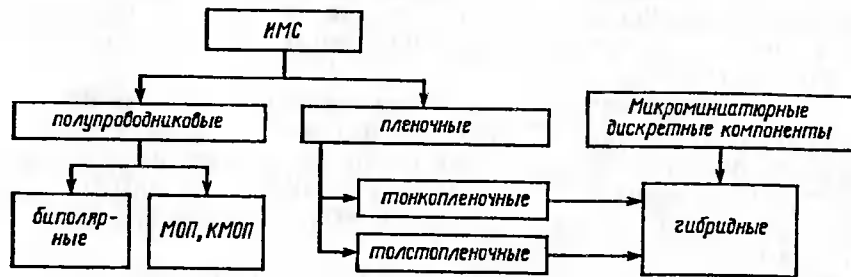 ИМС
полупроводниковые
пленочные
Микроминиатюрные
дискретные компоненты
биполяр-
ные
МОП, КМОП
тонкопленочные
толстопленочные
гибридные